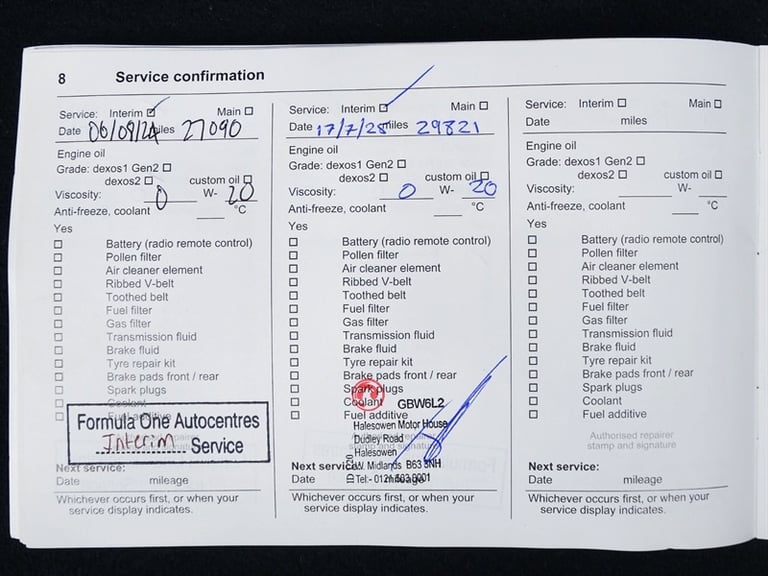 8 Service confirmation
Service: Interim ☑ Main ☐
Date 06/09/24 miles 27090
Engine oil
Grade: dexos1 Gen2 ☐
dexos2 ☐ custom oil ☐
Viscosity: 0 W- 20
Anti-freeze, coolant ____ °C
Yes
☐ Battery (radio remote control)
☐ Pollen filter
☐ Air cleaner element
☐ Ribbed V-belt
☐ Toothed belt
☐ Fuel filter
☐ Gas filter
☐ Transmission fluid
☐ Brake fluid
☐ Tyre repair kit
☐ Brake pads front / rear
☐ Spark plugs
☐ Coolant
☐ Fuel additive
Formula One Autocentres
Interim Service
Next service:
Date mileage
Whichever occurs first, or when your
service display indicates.
Service: Interim ☑ Main ☐
Date 17/7/25 miles 29821
Engine oil
Grade: dexos1 Gen2 ☐
dexos2 ☐ custom oil ☐
Viscosity: 0 W- 20
Anti-freeze, coolant ____ °C
Yes
☐ Battery (radio remote control)
☐ Pollen filter
☐ Air cleaner element
☐ Ribbed V-belt
☐ Toothed belt
☐ Fuel filter
☐ Gas filter
☐ Transmission fluid
☐ Brake fluid
☐ Tyre repair kit
☐ Brake pads front / rear
☐ Spark plugs
☐ Coolant
☐ Fuel additive
GBW6L2
Halesowen Motor House
Dudley Road
stamp and signature
Halesowen
W. Midlands B63 3NH
Next service:
Date mileage
Whichever occurs first, or when your
service display indicates.
Service: Interim ☐ Main ☐
Date miles
Engine oil
Grade: dexos1 Gen2 ☐
dexos2 ☐ custom oil ☐
Viscosity: ____ W- ____
Anti-freeze, coolant ____ °C
Yes
☐ Battery (radio remote control)
☐ Pollen filter
☐ Air cleaner element
☐ Ribbed V-belt
☐ Toothed belt
☐ Fuel filter
☐ Gas filter
☐ Transmission fluid
☐ Brake fluid
☐ Tyre repair kit
☐ Brake pads front / rear
☐ Spark plugs
☐ Coolant
☐ Fuel additive
Authorised repairer
stamp and signature
Next service:
Date mileage
Whichever occurs first, or when your
service display indicates.